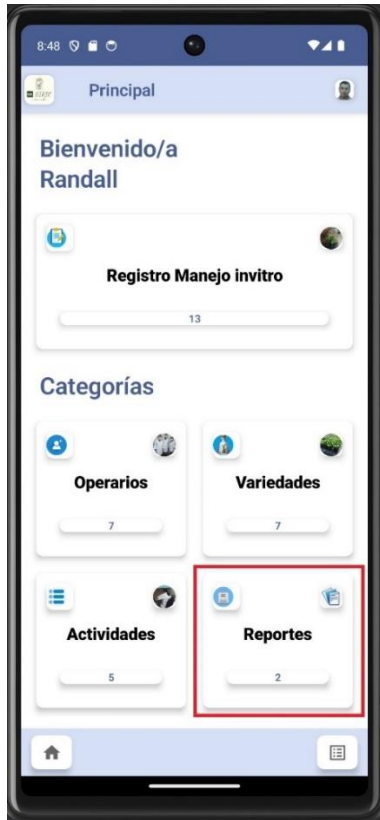 8:48
Principal
Bienvenido/a
Randall
Registro Manejo invitro
13
Categorías
Operarios
7
Variedades
7
Actividades
5
Reportes
2